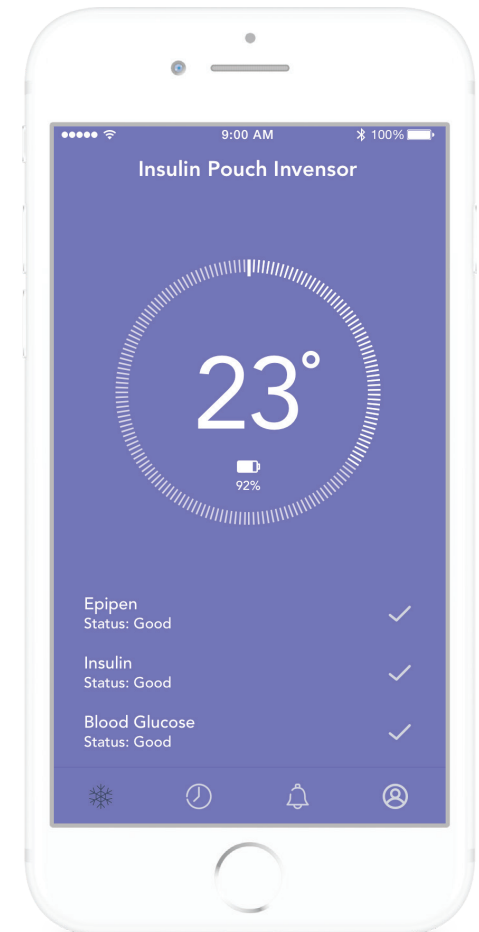 9:00 AM
100%
Insulin Pouch Invensor
23°
92%
Epipen
Status: Good
Insulin
Status: Good
Blood Glucose
Status: Good